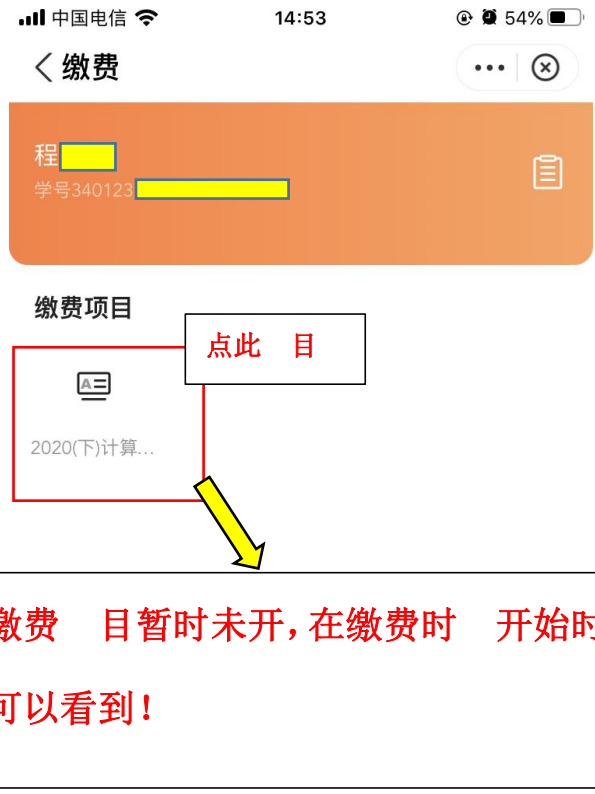 中国电信 14:53 54%
缴费
程
学号340123
缴费项目
点此 目
2020(下)计算...
缴费 目暂时未开,在缴费时 开始时
可以看到!